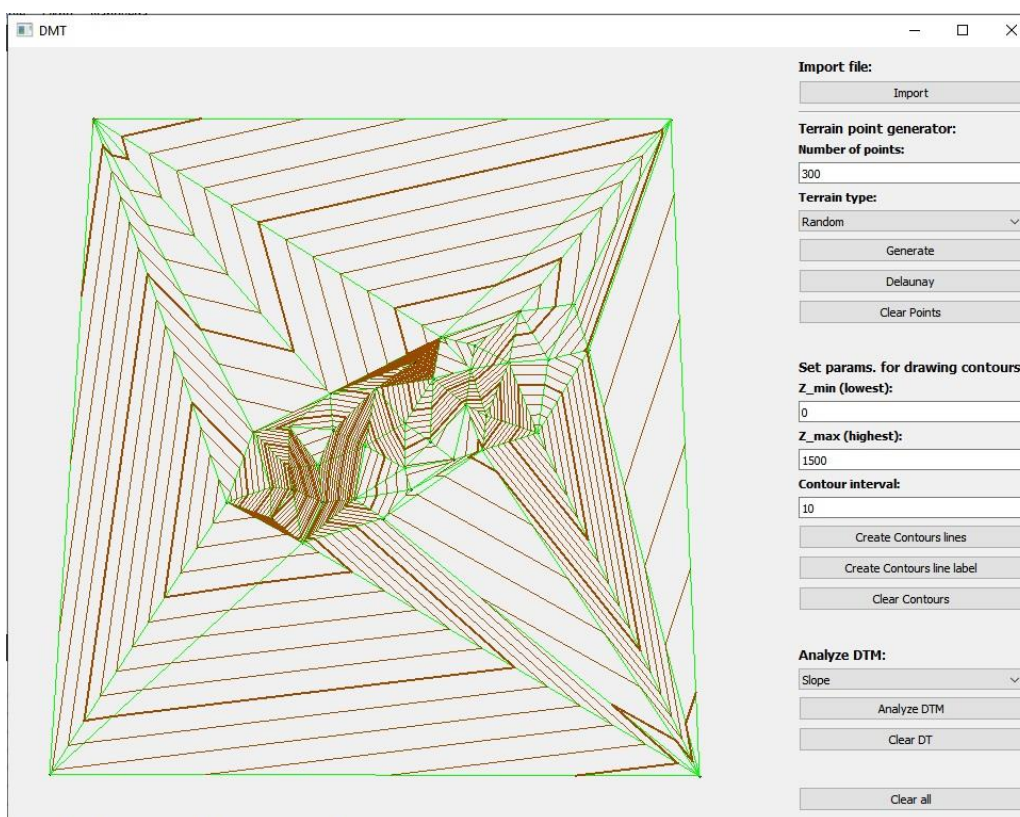 DMT
Import file:
Import
Terrain point generator:
Number of points:
300
Terrain type:
Random
Generate
Delaunay
Clear Points
Set params. for drawing contours
Z_min (lowest):
0
Z_max (highest):
1500
Contour interval:
10
Create Contours lines
Create Contours line label
Clear Contours
Analyze DTM:
Slope
Analyze DTM
Clear DT
Clear all